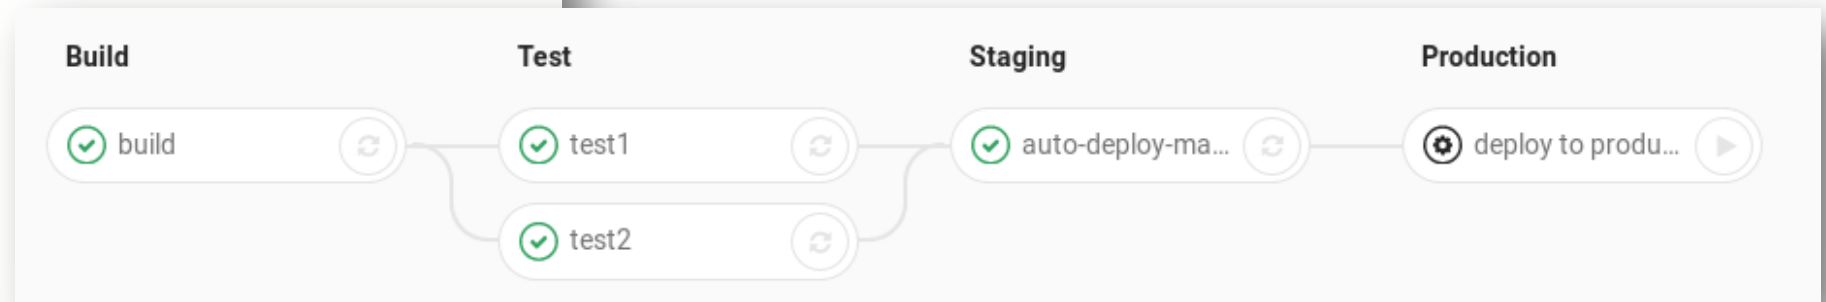 Build Test Staging Production
build test1 auto-deploy-ma... deploy to produ...
test2